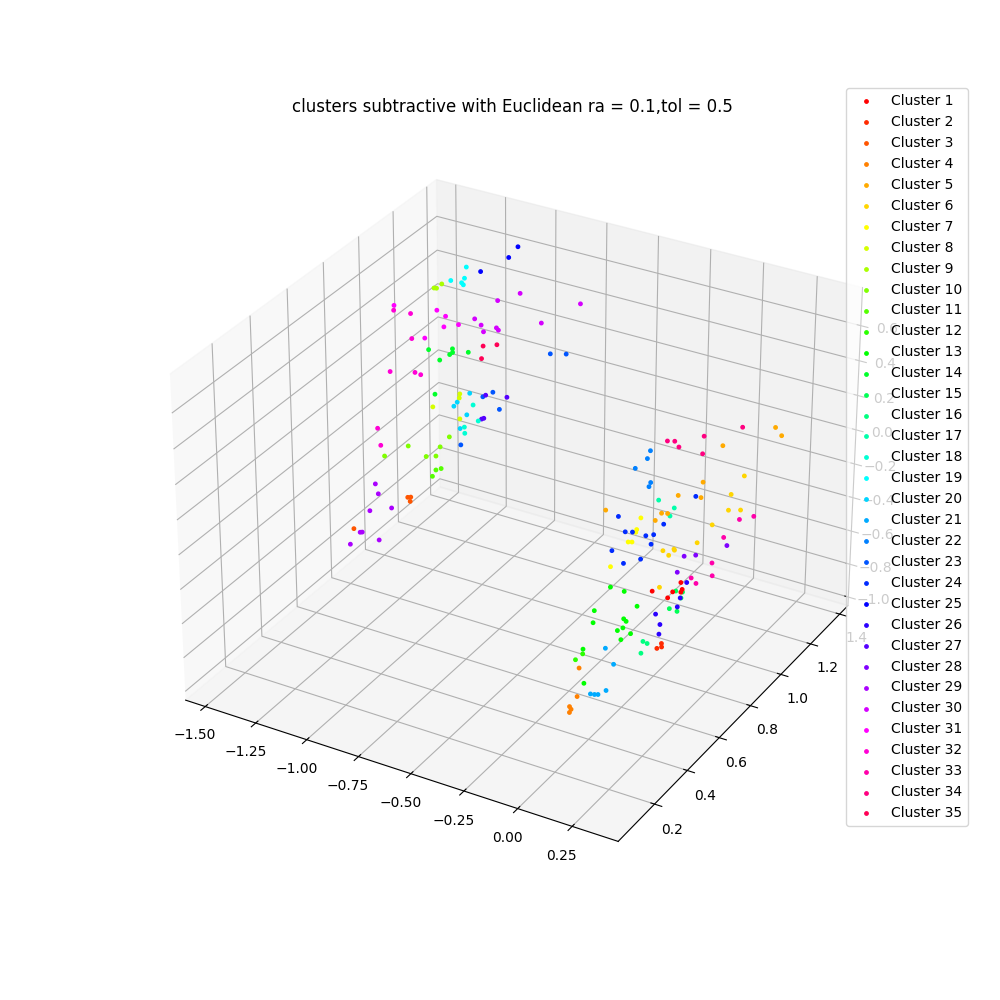 clusters subtractive with Euclidean ra = 0.1,tol = 0.5
Cluster 1
Cluster 2
Cluster 3
Cluster 4
Cluster 5
Cluster 6
Cluster 7
Cluster 8
Cluster 9
Cluster 10
Cluster 11
Cluster 12
Cluster 13
Cluster 14
Cluster 15
Cluster 16
Cluster 17
Cluster 18
Cluster 19
Cluster 20
Cluster 21
Cluster 22
Cluster 23
Cluster 24
Cluster 25
Cluster 26
Cluster 27
Cluster 28
Cluster 29
Cluster 30
Cluster 31
Cluster 32
Cluster 33
Cluster 34
Cluster 35
0.6
0.4
0.2
0.0
−0.2
−0.4
−0.6
−0.8
−1.0
1.4
1.2
1.0
0.8
0.6
0.4
0.2
−1.50
−1.25
−1.00
−0.75
−0.50
−0.25
0.00
0.25